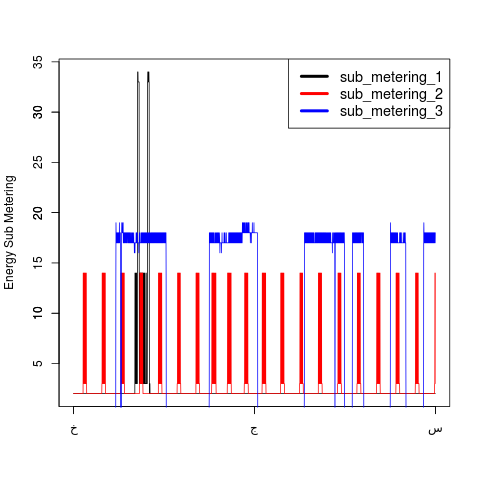 sub_metering_1
sub_metering_2
sub_metering_3
Energy Sub Metering
35
30
25
20
15
10
5
خ
ج
س